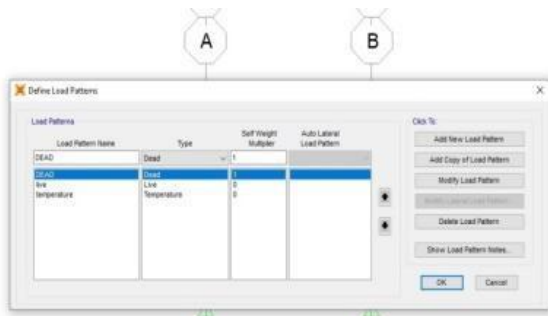 A B
Define Load Patterns
Load Patterns
Click To:
Load Pattern Name Type Self Weight Multiplier Auto Lateral Load Pattern
DEAD Dead 1
DEAD Dead 1
live Live 0
temperature Temperature 0
Add New Load Pattern
Add Copy of Load Pattern
Modify Load Pattern
Modify Lateral Load Pattern...
Delete Load Pattern
Show Load Pattern Notes...
OK Cancel